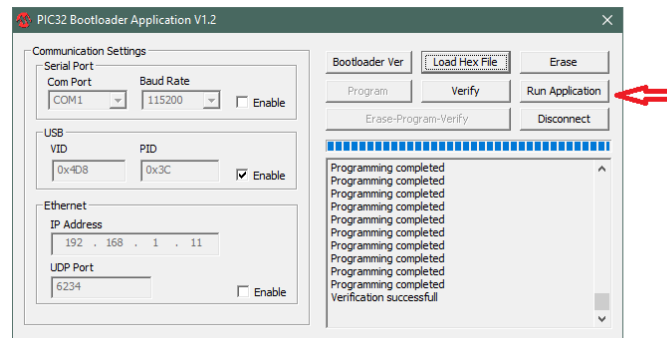 PIC32 Bootloader Application V1.2
Communication Settings
Serial Port
Com Port Baud Rate
COM1 115200 Enable
USB
VID PID
0x4D8 0x3C Enable
Ethernet
IP Address
192 . 168 . 1 . 11
UDP Port
6234 Enable
Bootloader Ver Load Hex File Erase
Program Verify Run Application
Erase-Program-Verify Disconnect
Programming completed
Programming completed
Programming completed
Programming completed
Programming completed
Programming completed
Programming completed
Programming completed
Programming completed
Programming completed
Verification successfull